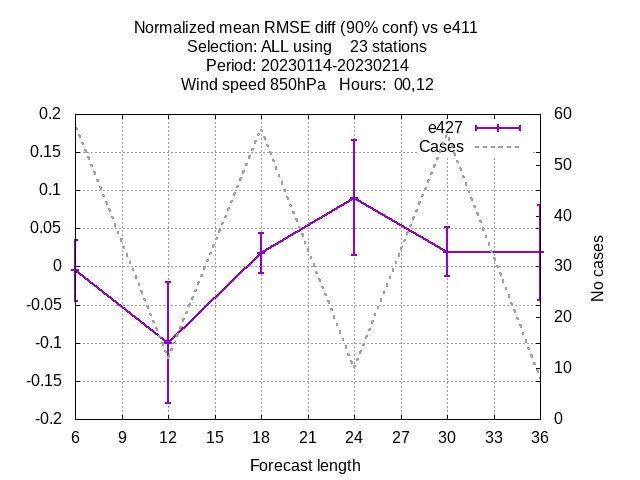 Normalized mean RMSE diff (90% conf) vs e411
Selection: ALL using    23 stations
Period: 20230114-20230214
Wind speed 850hPa   Hours:  00,12
e427
Cases
0.2
0.15
0.1
0.05
0
-0.05
-0.1
-0.15
-0.2
60
50
40
30
20
10
0
No cases
6 9 12 15 18 21 24 27 30 33 36
Forecast length